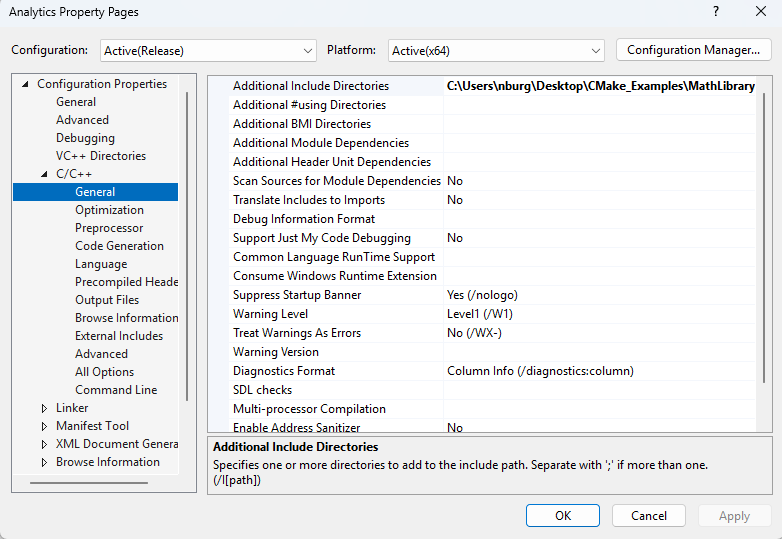 Analytics Property Pages
? 
Configuration: Active(Release) Platform: Active(x64) Configuration Manager...
Configuration Properties
General
Advanced
Debugging
VC++ Directories
C/C++
General
Optimization
Preprocessor
Code Generation
Language
Precompiled Heade
Output Files
Browse Information
External Includes
Advanced
All Options
Command Line
Linker
Manifest Tool
XML Document Genera
Browse Information
Additional Include Directories C:\Users\nburg\Desktop\CMake_Examples\MathLibrary
Additional #using Directories
Additional BMI Directories
Additional Module Dependencies
Additional Header Unit Dependencies
Scan Sources for Module Dependencies No
Translate Includes to Imports No
Debug Information Format
Support Just My Code Debugging No
Common Language RunTime Support
Consume Windows Runtime Extension
Suppress Startup Banner Yes (/nologo)
Warning Level Level1 (/W1)
Treat Warnings As Errors No (/WX-)
Warning Version
Diagnostics Format Column Info (/diagnostics:column)
SDL checks
Multi-processor Compilation
Enable Address Sanitizer No
Additional Include Directories
Specifies one or more directories to add to the include path. Separate with ';' if more than one.
(/I[path])
OK Cancel Apply